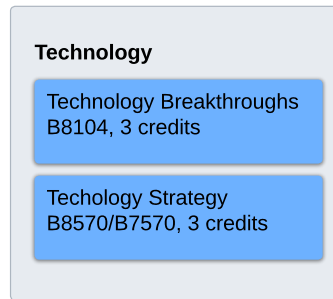 Technology
Technology Breakthroughs
B8104, 3 credits
Techology Strategy
B8570/B7570, 3 credits